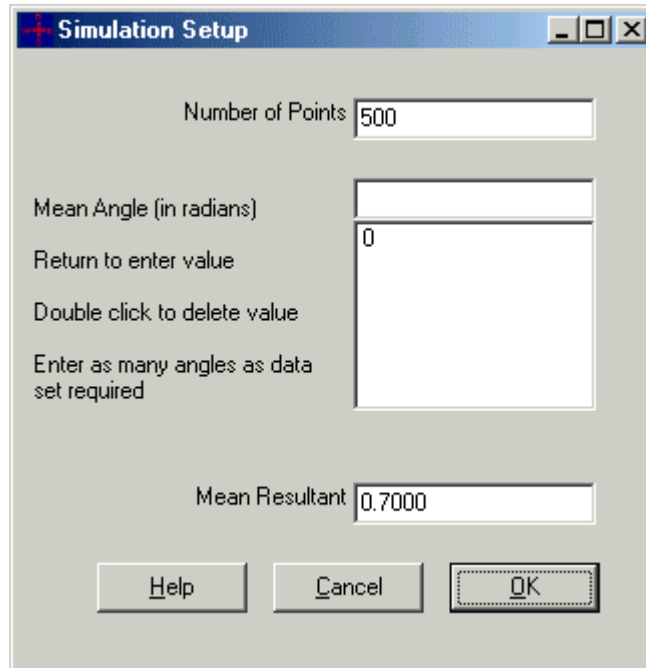 Simulation Setup
Number of Points 500
Mean Angle (in radians)
0
Return to enter value
Double click to delete value
Enter as many angles as data
set required
Mean Resultant 0.7000
Help Cancel OK